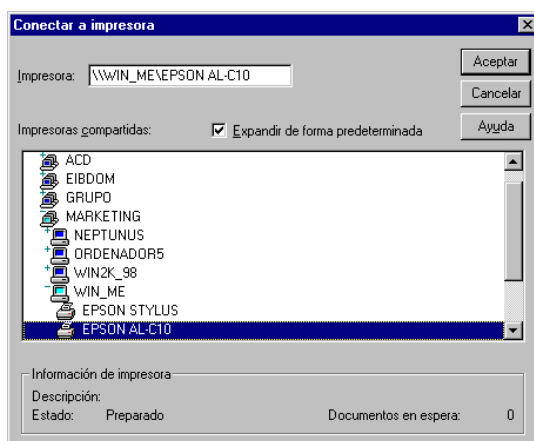 Conectar a impresora
Impresora: \\WIN_ME\EPSON AL-C10
Aceptar
Cancelar
Impresoras compartidas: Expandir de forma predeterminada Ayuda
ACD
EIBDOM
GRUPO
MARKETING
NEPTUNUS
ORDENADOR5
WIN2K_98
WIN_ME
EPSON STYLUS
EPSON AL-C10
Información de impresora
Descripción:
Estado: Preparado Documentos en espera: 0